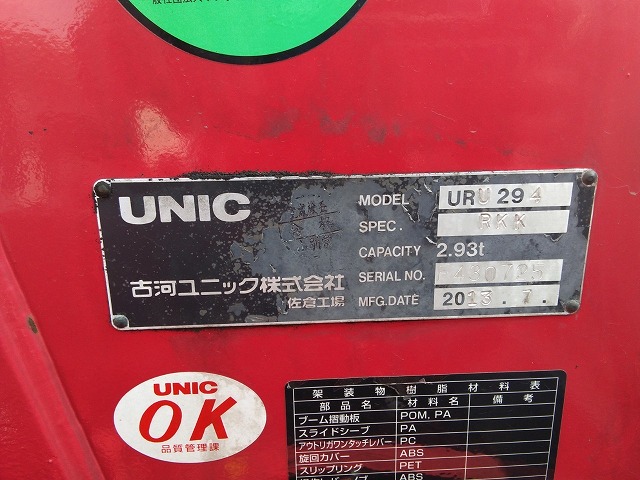 UNIC
MODEL URU294
SPEC. RKK
CAPACITY 2.93t
SERIAL NO.
古河ユニック株式会社
佐倉工場
MFG.DATE 2013.7.
UNIC
OK
品質管理課
架装物樹脂材料表
部品名 材料名 備考
ブーム摺動板 POM, PA
スライドシーブ PA
アウトリガワンタッチレバー PC
旋回カバー ABS
スリップリング PET
ABS